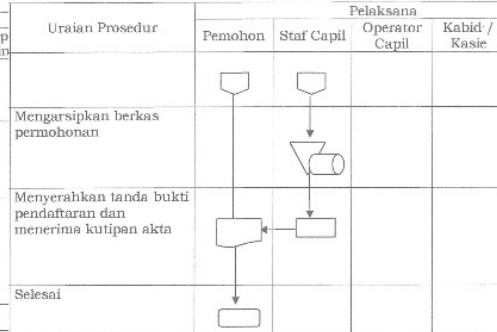 Uraian Prosedur
Pelaksana
Pemohon
Staf Capil
Operator
Capil
Kabid /
Kasie
Mengarsipkan berkas
permohonan
Menyerahkan tanda bukti
pendaftaran dan
menerima kutipan akta
Selesai